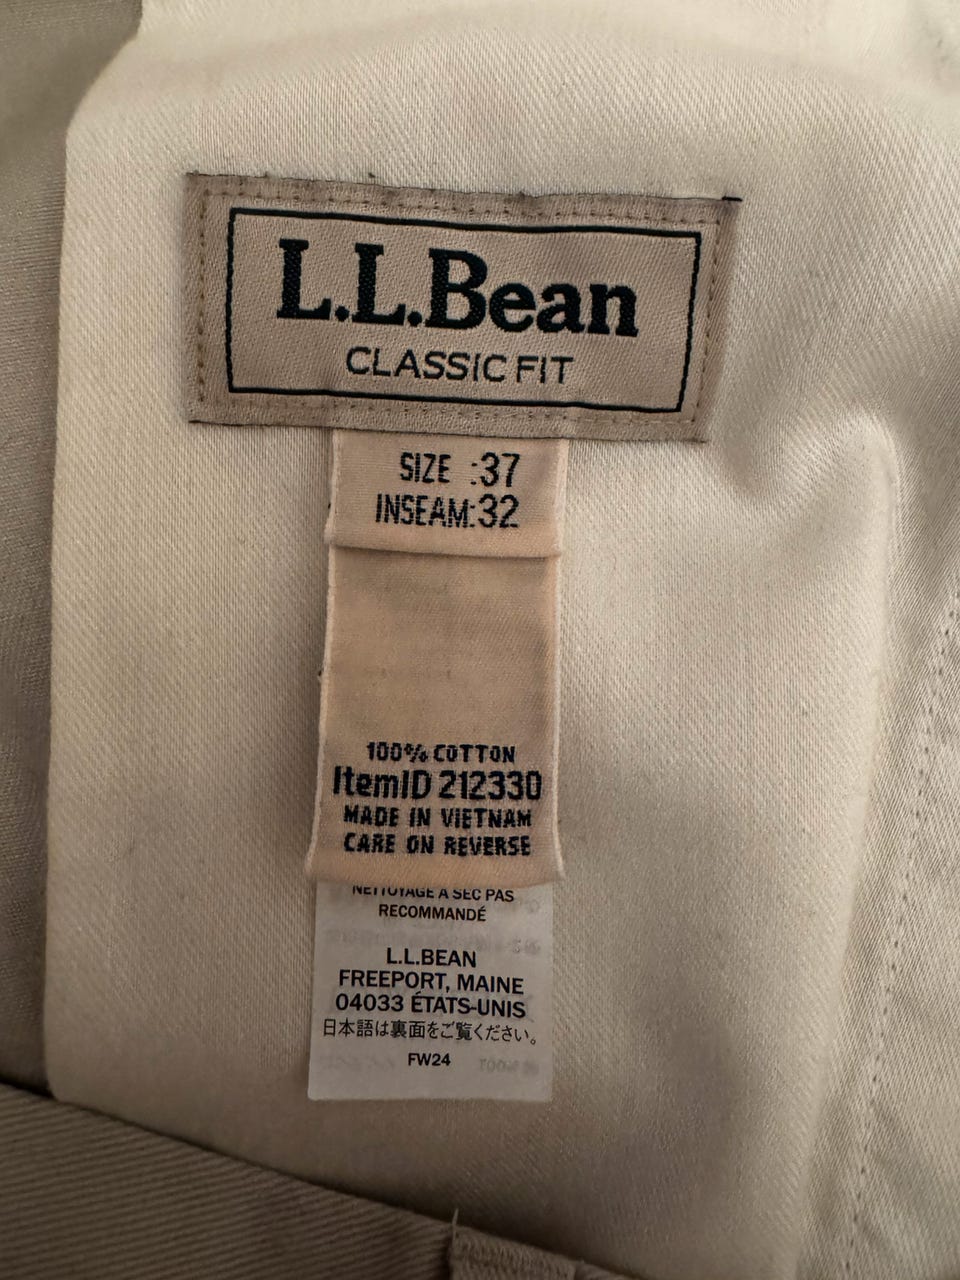 L.L.Bean
CLASSIC FIT
SIZE :37
INSEAM:32
100% COTTON
ItemID 212330
MADE IN VIETNAM
CARE ON REVERSE
NETTOYAGE À SEC PAS
RECOMMANDÉ
L.L.BEAN
FREEPORT, MAINE
04033 ÉTATS-UNIS
日本語は裏面をご覧ください。
FW24